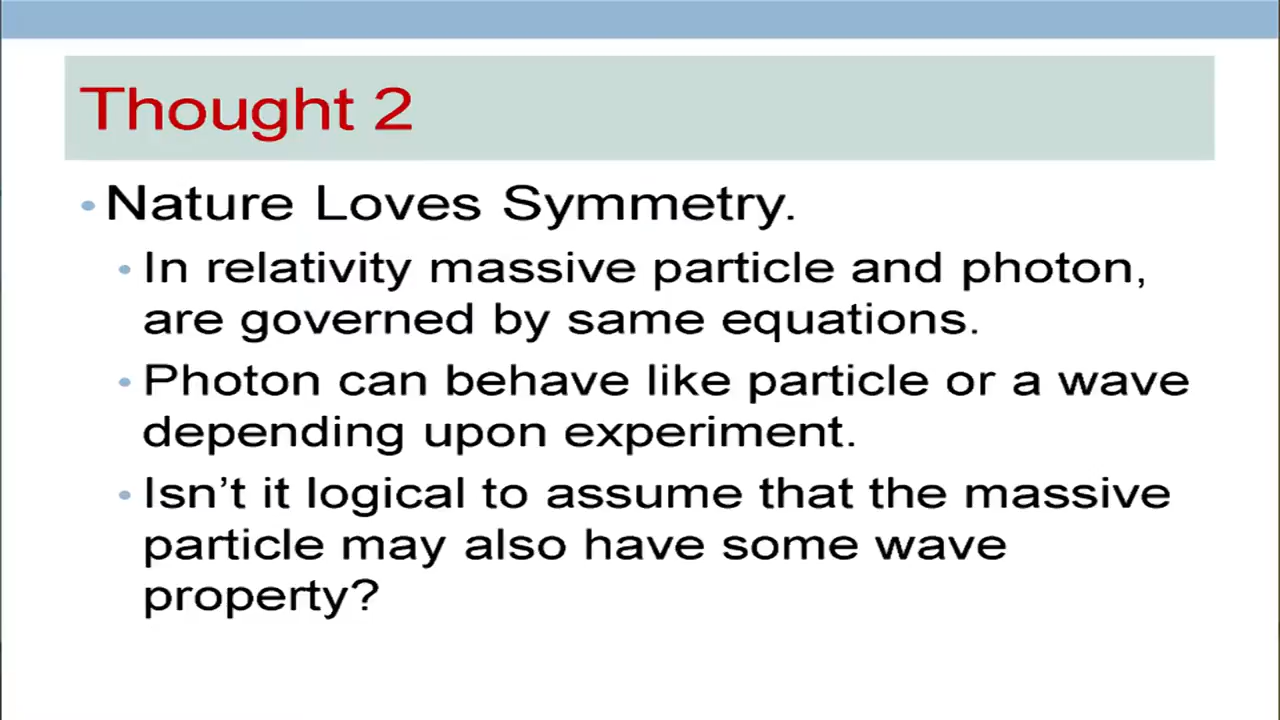 Thought 2
• Nature Loves Symmetry.
• In relativity massive particle and photon,
are governed by same equations.
• Photon can behave like particle or a wave
depending upon experiment.
• Isn’t it logical to assume that the massive
particle may also have some wave
property?